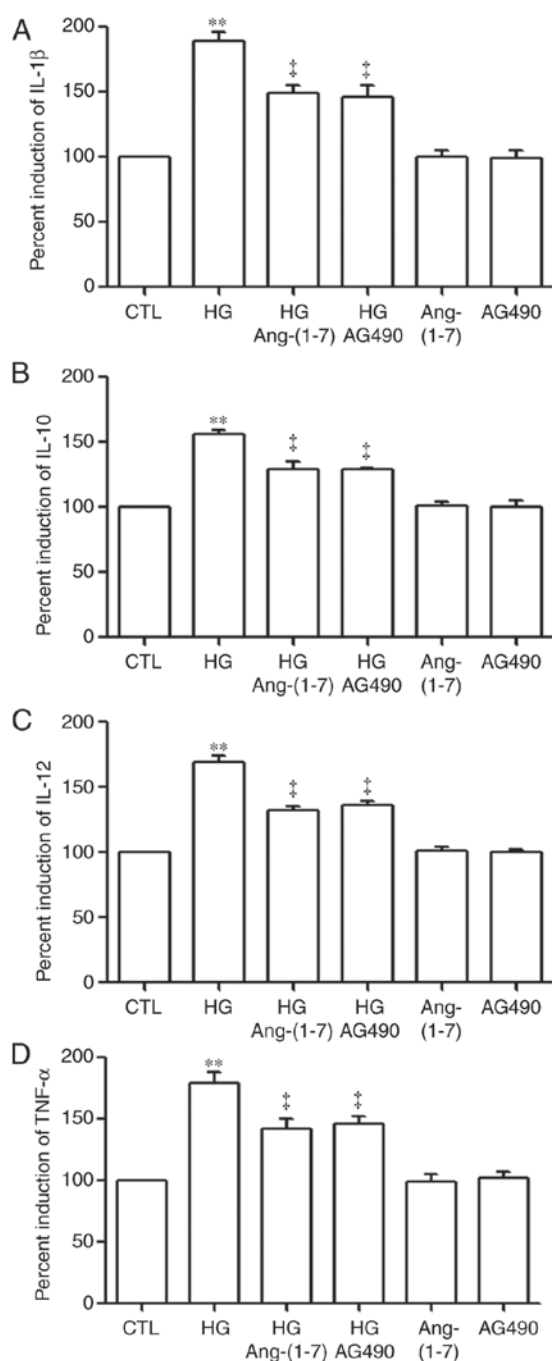 A
Percent induction of IL-1β
200
150
100
50
0
**
‡
‡
CTL
HG
HG
Ang-(1-7)
HG
AG490
Ang-
(1-7)
AG490
B
Percent induction of IL-10
200
150
100
50
0
**
‡
‡
CTL
HG
HG
Ang-(1-7)
HG
AG490
Ang-
(1-7)
AG490
C
Percent induction of IL-12
200
150
100
50
0
**
‡
‡
CTL
HG
HG
Ang-(1-7)
HG
AG490
Ang-
(1-7)
AG490
D
Percent induction of TNF-α
200
150
100
50
0
**
‡
‡
CTL
HG
HG
Ang-(1-7)
HG
AG490
Ang-
(1-7)
AG490